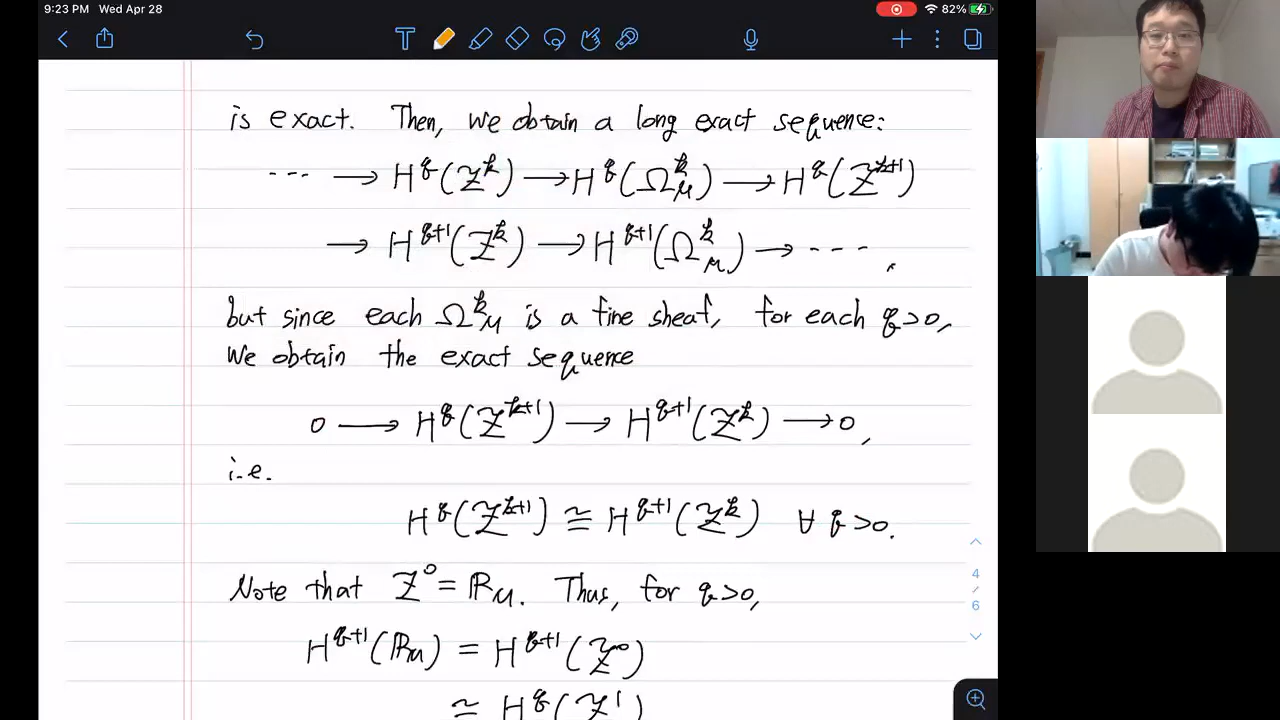 9:23 PM Wed Apr 28
82%
is exact. Then, we obtain a long exact sequence:
--- → H^q(Z^k) → H^q(Ω^k_M) → H^q(Z^{k+1})
→ H^{q+1}(Z^k) → H^{q+1}(Ω^k_M) → ----,
but since each Ω^k_M is a fine sheaf, for each q>0,
We obtain the exact sequence
0 → H^q(Z^{k+1}) → H^{q+1}(Z^k) → 0,
i.e.
H^q(Z^{k+1}) ≅ H^{q+1}(Z^k) ∀ q>0.
Note that Z^0 = ℝ_M. Thus, for q>0,
H^{q+1}(ℝ_M) = H^{q+1}(Z^0)
≅ H^q(Z^1)
4
/
6